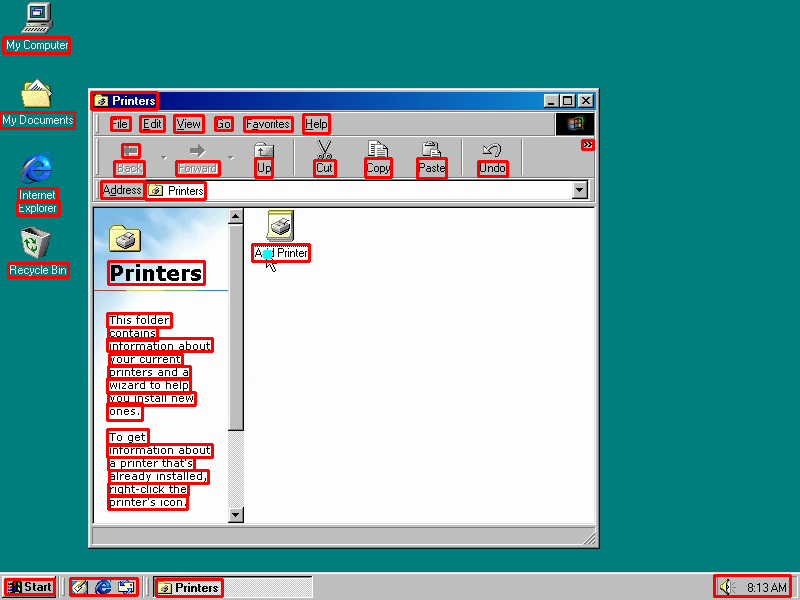 My Computer
My Documents
Internet
Explorer
Recycle Bin
Printers
File Edit View Go Favorites Help
Back Forward Up Cut Copy Paste Undo
Address Printers
Printers
This folder
contains
information about
your current
printers and a
wizard to help
you install new
ones.
To get
information about
a printer that's
already installed,
right-click the
printer's icon.
Add Printer
Start Printers 8:13 AM